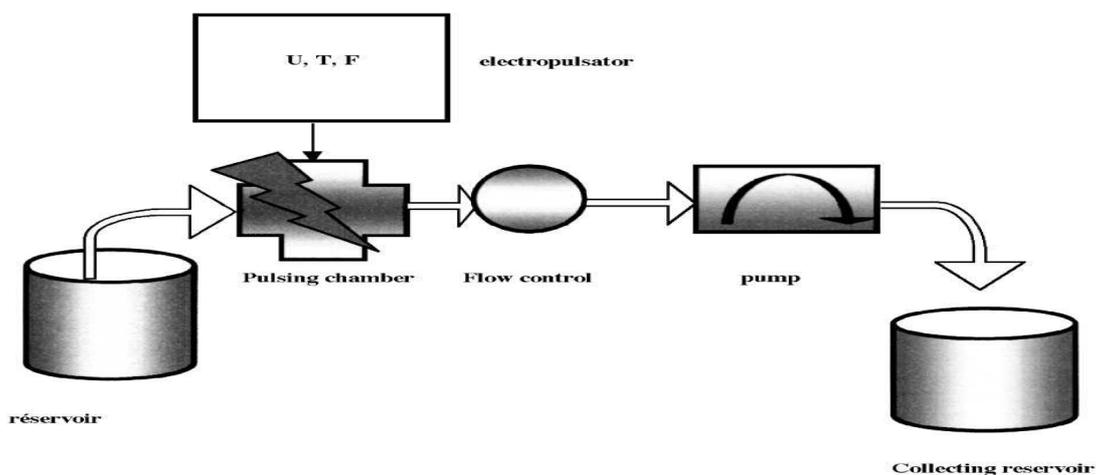 U, T, F
electropulsator
Pulsing chamber
Flow control
pump
réservoir
Collecting reservoir